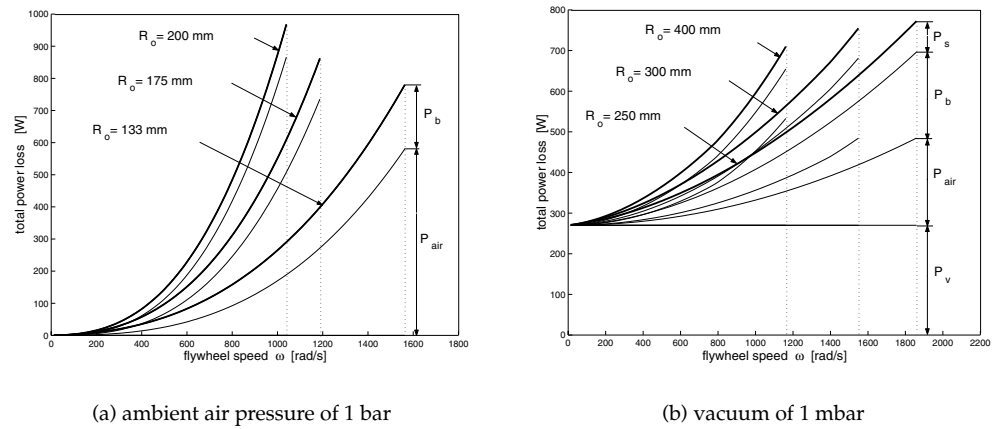 1000
900
800
700
600
500
400
300
200
100
0
total power loss [W]
R o = 200 mm
R o = 175 mm
R o = 133 mm
P b
P air
0 200 400 600 800 1000 1200 1400 1600 1800
flywheel speed ω [rad/s]
(a) ambient air pressure of 1 bar
800
700
600
500
400
300
200
100
0
total power loss [W]
R o = 400 mm
R o = 300 mm
R o = 250 mm
P s
P b
P air
P v
0 200 400 600 800 1000 1200 1400 1600 1800 2000 2200
flywheel speed ω [rad/s]
(b) vacuum of 1 mbar